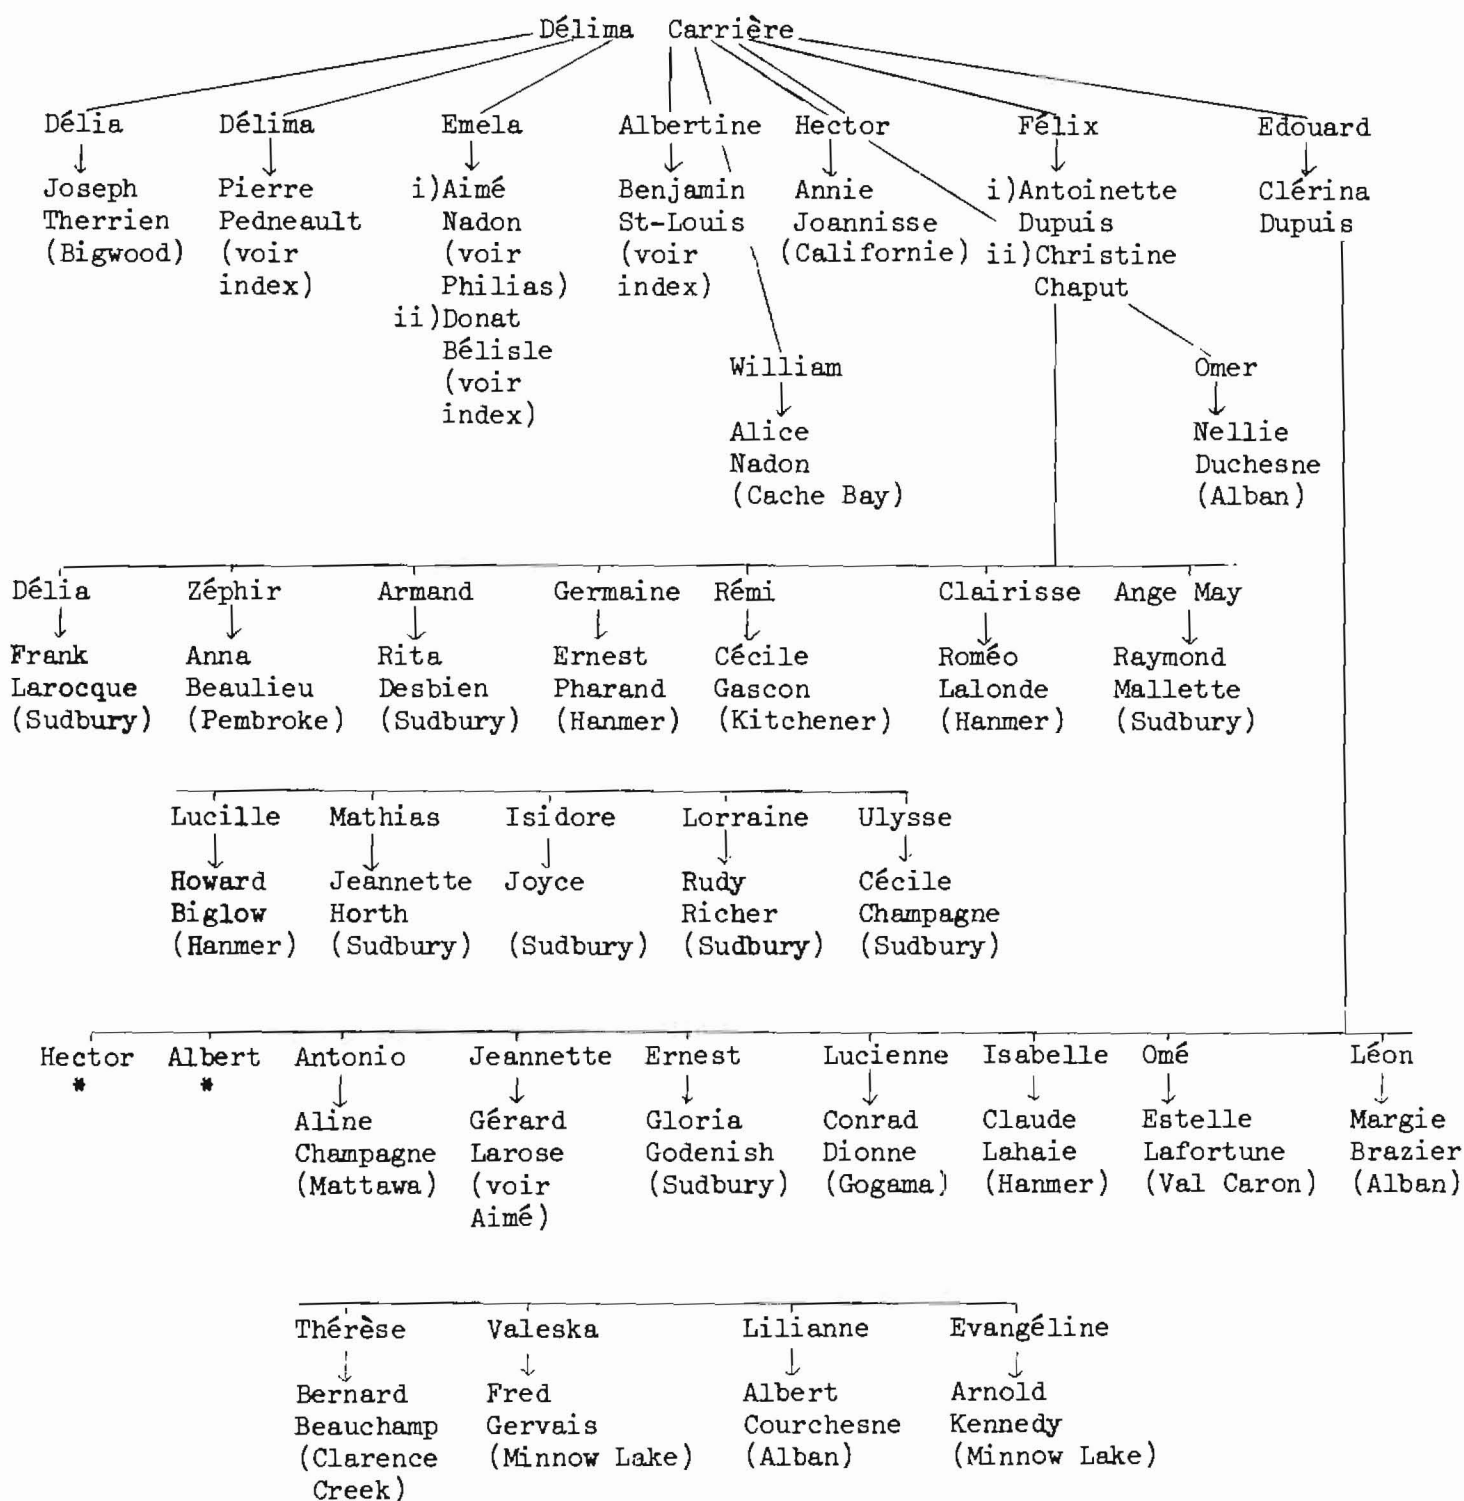 Délima Carrière
Délia Délima Emela Albertine Hector Félix Edouard
Joseph Pierre i)Aimé Benjamin Annie i)Antoinette Clérina
Therrien Pedneault Nadon St-Louis Joannisse Dupuis Dupuis
(Bigwood) (voir (voir (voir (Californie) ii)Christine
index) Philias) index) Chaput
ii)Donat
Bélisle
(voir William Omer
index)
Alice Nellie
Nadon Duchesne
(Cache Bay) (Alban)
Délia Zéphir Armand Germaine Rémi Clairisse Ange May
Frank Anna Rita Ernest Cécile Roméo Raymond
Larocque Beaulieu Desbien Pharand Gascon Lalonde Mallette
(Sudbury) (Pembroke) (Sudbury) (Hanmer) (Kitchener) (Hanmer) (Sudbury)
Lucille Mathias Isidore Lorraine Ulysse
Howard Jeannette Joyce Rudy Cécile
Biglow Horth Richer Champagne
(Hanmer) (Sudbury) (Sudbury) (Sudbury) (Sudbury)
Hector Albert Antonio Jeannette Ernest Lucienne Isabelle Omé Léon
* *
Aline Gérard Gloria Conrad Claude Estelle Margie
Champagne Larose Godenish Dionne Lahaie Lafortune Brazier
(Mattawa) (voir (Sudbury) (Gogama) (Hanmer) (Val Caron) (Alban)
Aimé)
Thérèse Valeska Lilianne Evangéline
Bernard Fred Albert Arnold
Beauchamp Gervais Courchesne Kennedy
(Clarence (Minnow Lake) (Alban) (Minnow Lake)
Creek)